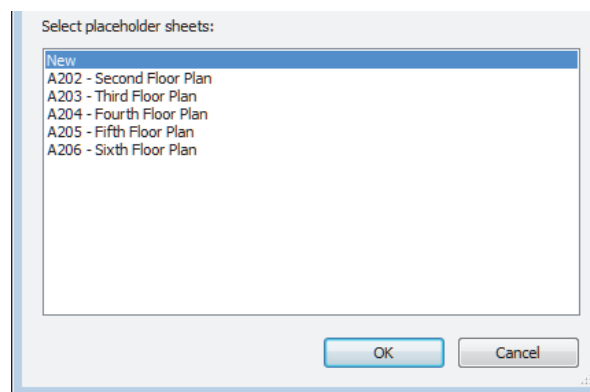 Select placeholder sheets:
New
A202 - Second Floor Plan
A203 - Third Floor Plan
A204 - Fourth Floor Plan
A205 - Fifth Floor Plan
A206 - Sixth Floor Plan
OK Cancel